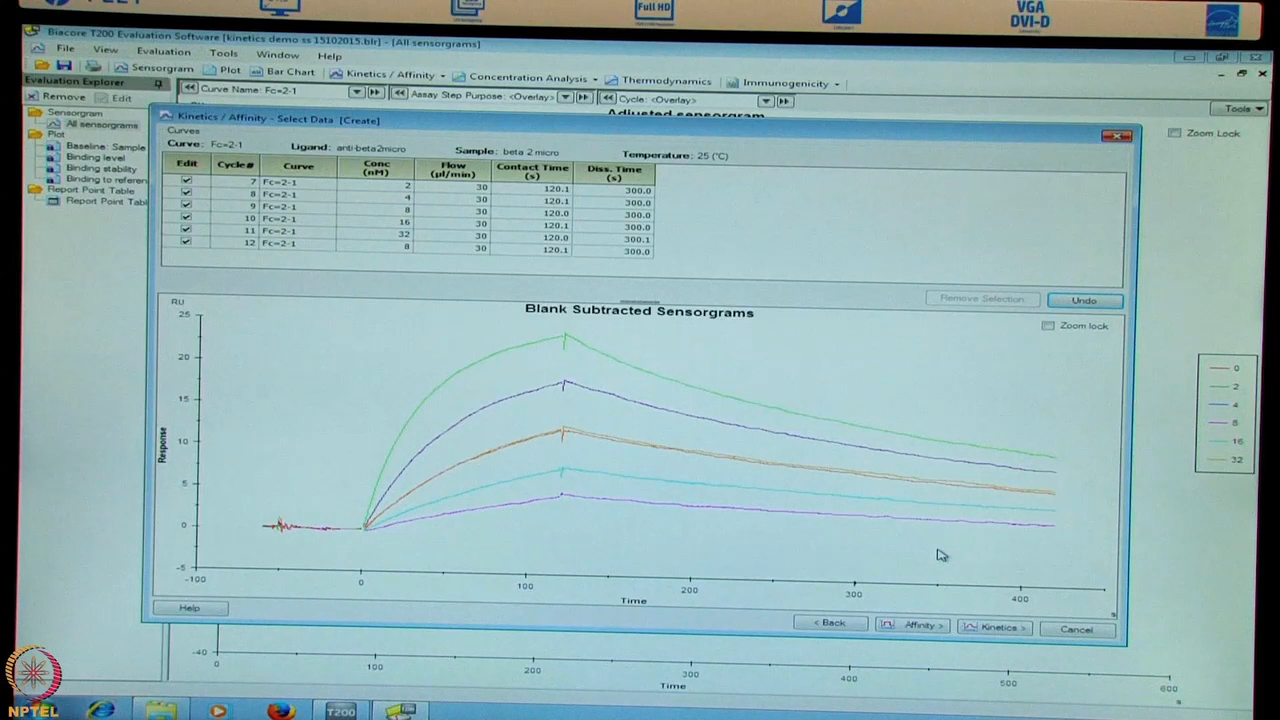 Full HD
VGA
DVI-D
Biacore T200 Evaluation Software [kinetics demo ss 15102015.blr] - [All sensorgrams]
File View Evaluation Tools Window Help
Sensorgram Plot Bar Chart Kinetics / Affinity Concentration Analysis Thermodynamics Immunogenicity
Evaluation Explorer
Curve Name: Fc=2-1 Assay Step Purpose: <Overlay> Cycle: <Overlay>
Remove Edit
Tools
Adjusted sensorgram
Zoom Lock
Sensorgram
All sensorgrams
Plot
Baseline: Sample
Binding level
Binding stability
Binding to referen
Report Point Table
Report Point Tabl
Kinetics / Affinity - Select Data [Create]
Curves
Curve: Fc=2-1 Ligand: anti-beta2micro Sample: beta 2 micro Temperature: 25 (°C)
Edit Cycle# Curve Conc (nM) Flow (µl/min) Contact Time (s) Diss. Time (s)
7 Fc=2-1 2 30 120.1 300.0
8 Fc=2-1 4 30 120.1 300.0
9 Fc=2-1 8 30 120.0 300.0
10 Fc=2-1 16 30 120.1 300.0
11 Fc=2-1 32 30 120.0 300.1
12 Fc=2-1 8 30 120.1 300.0
Remove Selection Undo
Blank Subtracted Sensorgrams
Zoom lock
RU
25
20
15
10
5
0
-5
Response
-100 0 100 200 300 400
Time
s
0
2
4
8
16
32
Help < Back Affinity > Kinetics > Cancel
-40
0 100 200 300 400 500 600
Time
s
T200
NPTEL